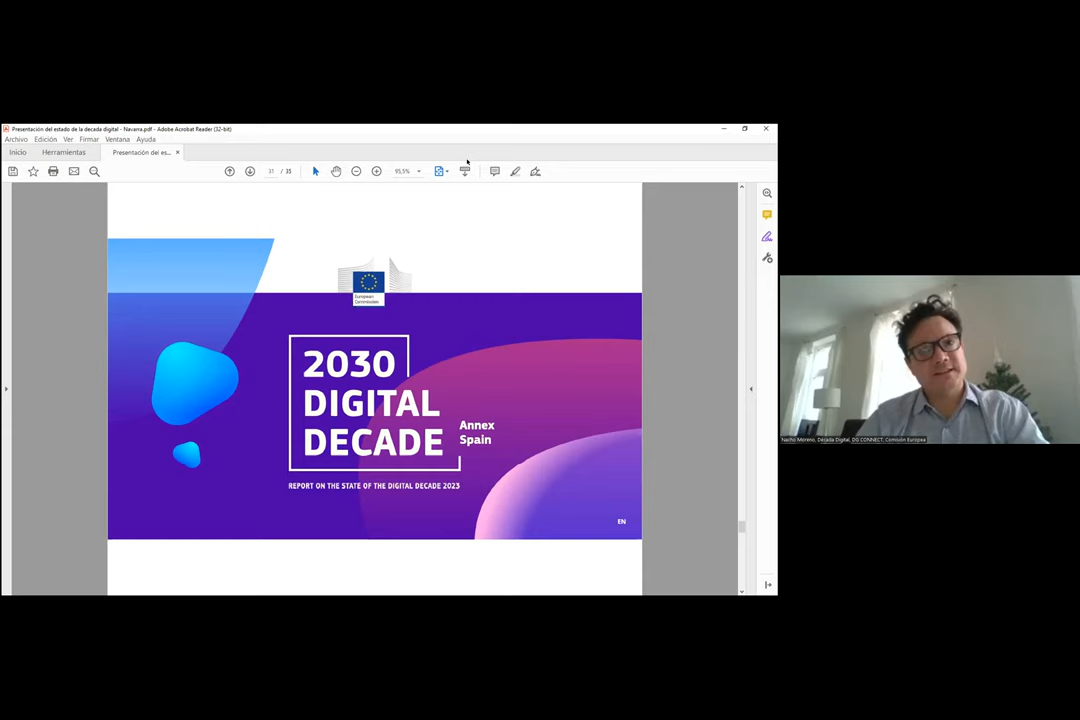 Presentación del estado de la decada digital - Navarra.pdf - Adobe Acrobat Reader (32-bit)
Archivo Edición Ver Firmar Ventana Ayuda
Inicio Herramientas Presentación del es...
31 / 35 95,5%
European
Commission
2030
DIGITAL
DECADE
Annex
Spain
REPORT ON THE STATE OF THE DIGITAL DECADE 2023
EN
Nacho Moreno, Década Digital, DG CONNECT, Comisión Europea